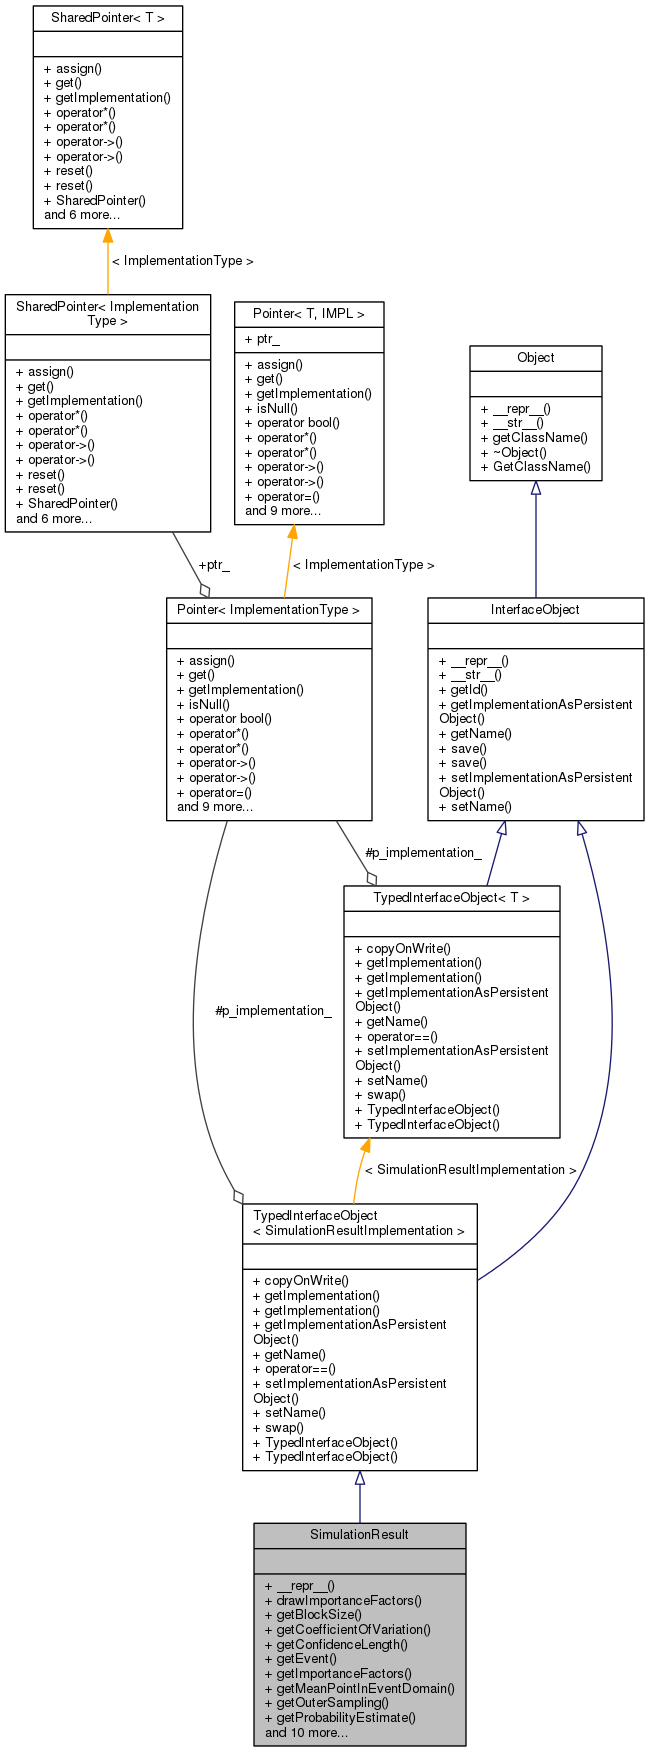 SharedPointer< T >
+ assign()
+ get()
+ getImplementation()
+ operator*()
+ operator*()
+ operator->()
+ operator->()
+ reset()
+ reset()
+ SharedPointer()
and 6 more...
< ImplementationType >
SharedPointer< Implementation
Type >
+ assign()
+ get()
+ getImplementation()
+ operator*()
+ operator*()
+ operator->()
+ operator->()
+ reset()
+ reset()
+ SharedPointer()
and 6 more...
Pointer< T, IMPL >
+ ptr_
+ assign()
+ get()
+ getImplementation()
+ isNull()
+ operator bool()
+ operator*()
+ operator*()
+ operator->()
+ operator->()
+ operator=()
and 9 more...
Object
+ __repr__()
+ __str__()
+ getClassName()
+ ~Object()
+ GetClassName()
+ptr_
< ImplementationType >
Pointer< ImplementationType >
+ assign()
+ get()
+ getImplementation()
+ isNull()
+ operator bool()
+ operator*()
+ operator*()
+ operator->()
+ operator->()
+ operator=()
and 9 more...
InterfaceObject
+ __repr__()
+ __str__()
+ getId()
+ getImplementationAsPersistent
Object()
+ getName()
+ save()
+ save()
+ setImplementationAsPersistent
Object()
+ setName()
#p_implementation_
TypedInterfaceObject< T >
+ copyOnWrite()
+ getImplementation()
+ getImplementation()
+ getImplementationAsPersistent
Object()
+ getName()
+ operator==()
+ setImplementationAsPersistent
Object()
+ setName()
+ swap()
+ TypedInterfaceObject()
+ TypedInterfaceObject()
#p_implementation_
< SimulationResultImplementation >
TypedInterfaceObject
< SimulationResultImplementation >
+ copyOnWrite()
+ getImplementation()
+ getImplementation()
+ getImplementationAsPersistent
Object()
+ getName()
+ operator==()
+ setImplementationAsPersistent
Object()
+ setName()
+ swap()
+ TypedInterfaceObject()
+ TypedInterfaceObject()
SimulationResult
+ __repr__()
+ drawImportanceFactors()
+ getBlockSize()
+ getCoefficientOfVariation()
+ getConfidenceLength()
+ getEvent()
+ getImportanceFactors()
+ getMeanPointInEventDomain()
+ getOuterSampling()
+ getProbabilityEstimate()
and 10 more...